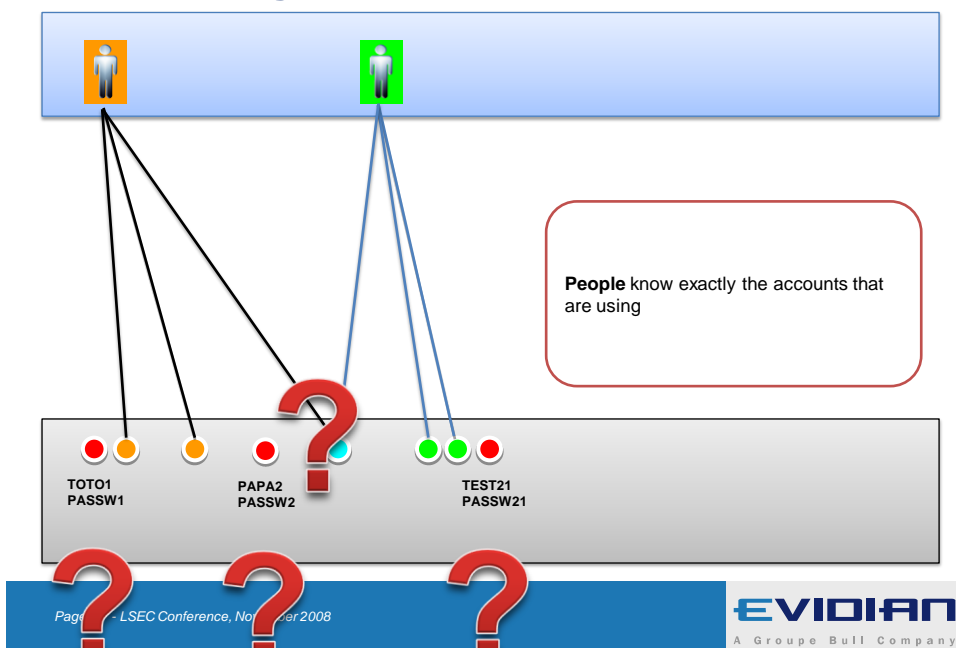 People know exactly the accounts that
are using
TOTO1
PASSW1
PAPA2
PASSW2
TEST21
PASSW21
Page - LSEC Conference, 2008
EVIDIAN
A Groupe Bull Company